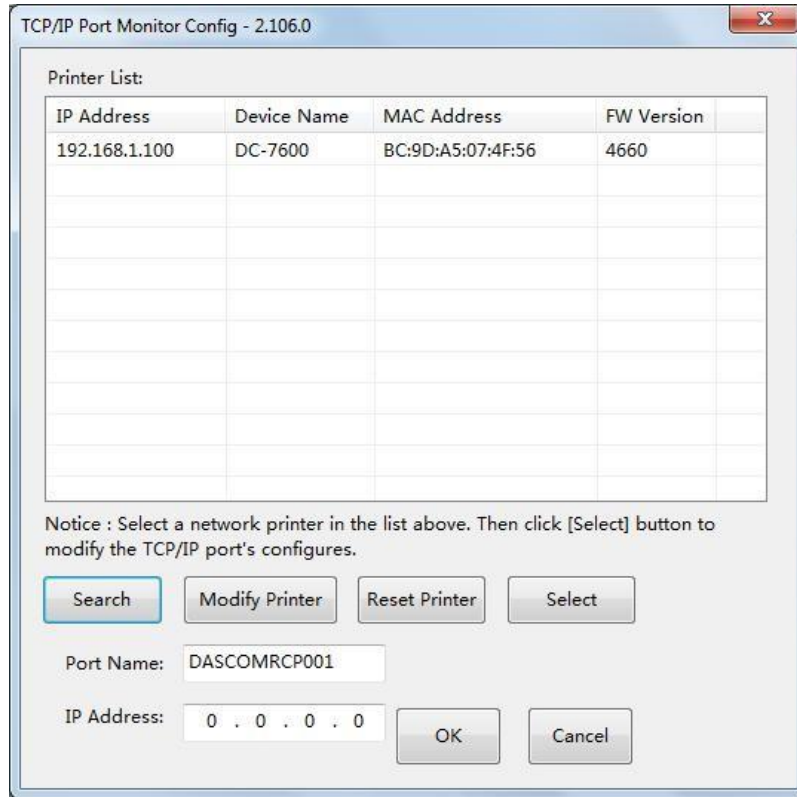 TCP/IP Port Monitor Config - 2.106.0
Printer List:
IP Address Device Name MAC Address FW Version
192.168.1.100 DC-7600 BC:9D:A5:07:4F:56 4660
Notice : Select a network printer in the list above. Then click [Select] button to
modify the TCP/IP port's configures.
Search Modify Printer Reset Printer Select
Port Name: DASCOMRCP001
IP Address: 0 . 0 . 0 . 0
OK Cancel